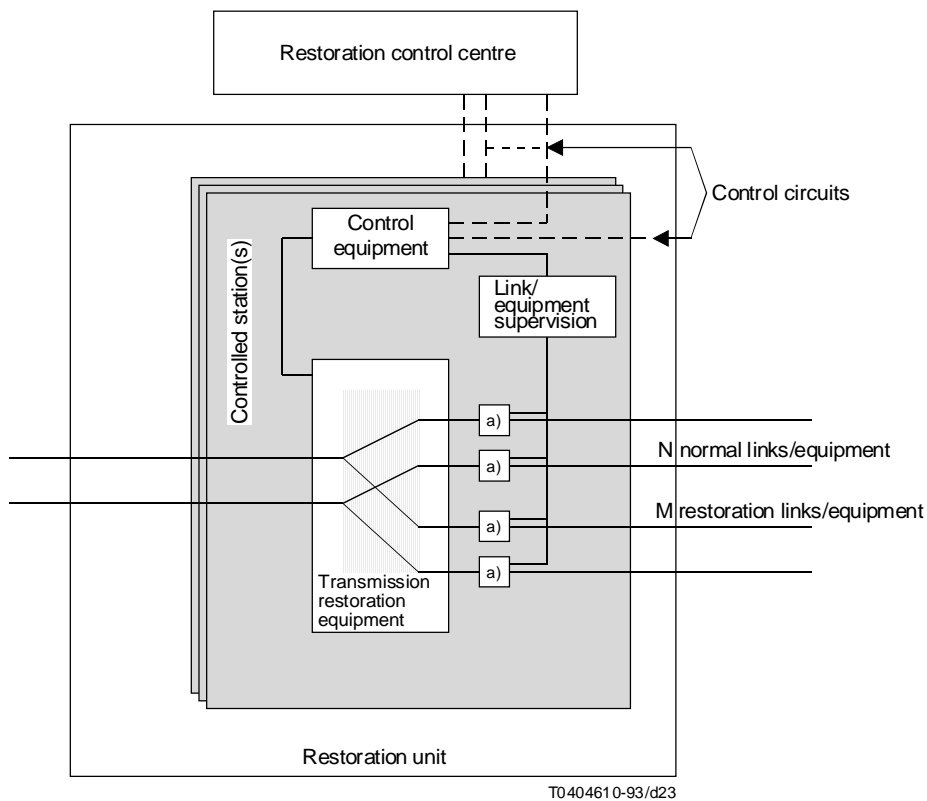 Restoration control centre
Control circuits
Control
equipment
Controlled station(s)
Link/
equipment
supervision
a)
N normal links/equipment
a)
M restoration links/equipment
a)
a)
Transmission
restoration
equipment
Restoration unit
T0404610-93/d23